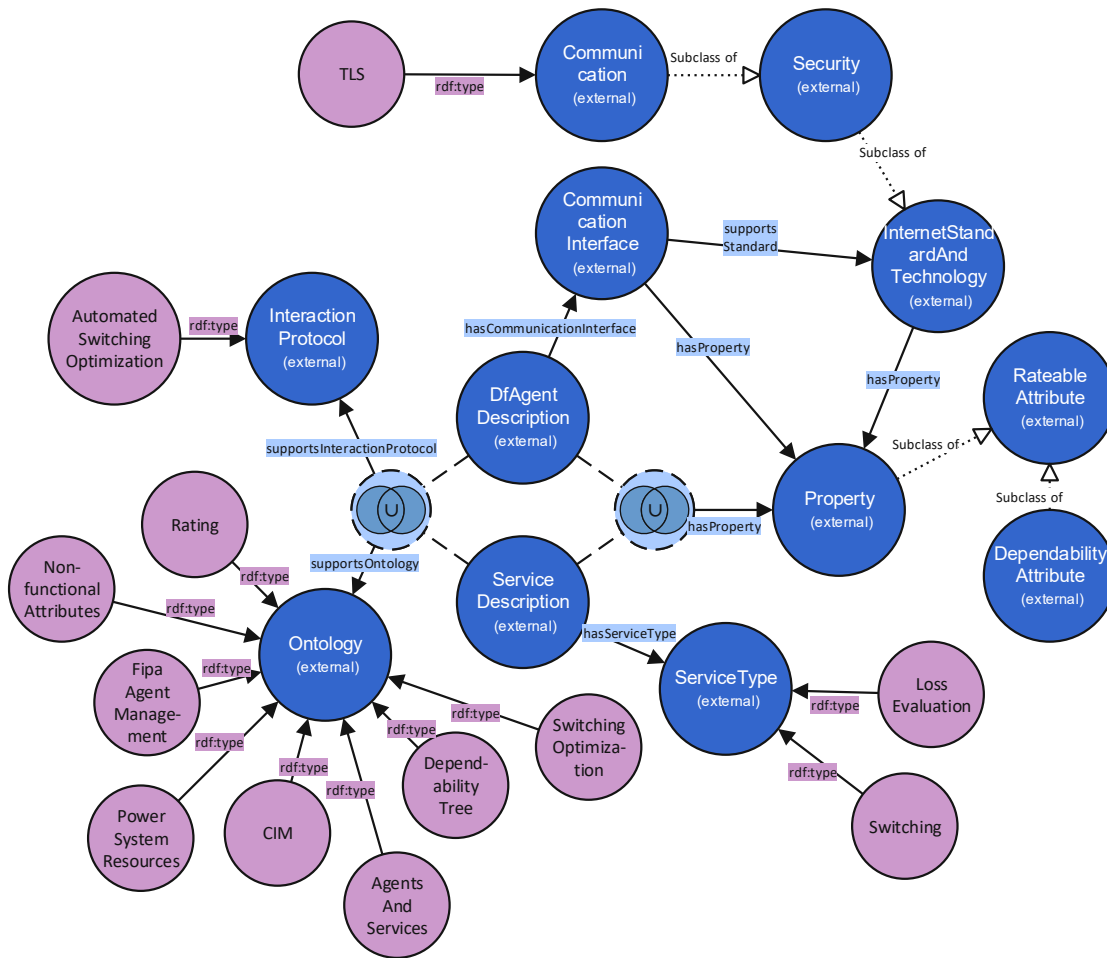 TLS
rdf:type
Communi
cation
(external)
Subclass of
Security
(external)
Subclass of
Communi
cation
Interface
(external)
supports
Standard
InternetStand
ardAnd
Technology
(external)
Automated
Switching
Optimization
rdf:type
Interaction
Protocol
(external)
hasCommunicationInterface
hasProperty
hasProperty
Rateable
Attribute
(external)
DfAgent
Description
(external)
supportsInteractionProtocol
Subclass of
∪
∪
hasProperty
Property
(external)
Subclass of
Dependability
Attribute
(external)
Rating
rdf:type
supportsOntology
Service
Description
(external)
Non-
functional
Attributes
rdf:type
hasServiceType
Ontology
(external)
Fipa
Agent
Manage-
ment
rdf:type
ServiceType
(external)
Loss
Evaluation
rdf:type
rdf:type
Switching
Optimiza-
tion
rdf:type
Power
System
Resources
rdf:type
CIM
rdf:type
Depend-
ability
Tree
rdf:type
Agents
And
Services
rdf:type
Switching